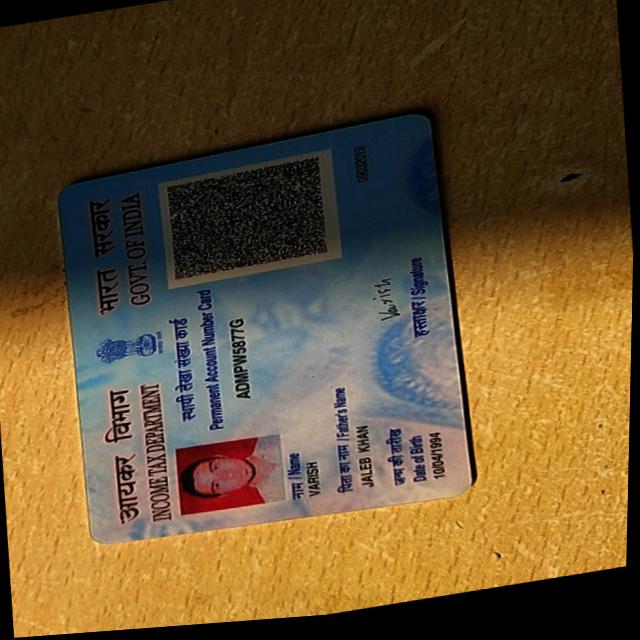 आयकर विभाग
INCOME TAX DEPARTMENT
भारत सरकार
GOVT. OF INDIA
स्थायी लेखा संख्या कार्ड
Permanent Account Number Card
ADMPW5877G
नाम / Name
VARISH
पिता का नाम / Father's Name
JALEB KHAN
जन्म की तारीख
Date of Birth
10/04/1994
Varish
हस्ताक्षर / Signature